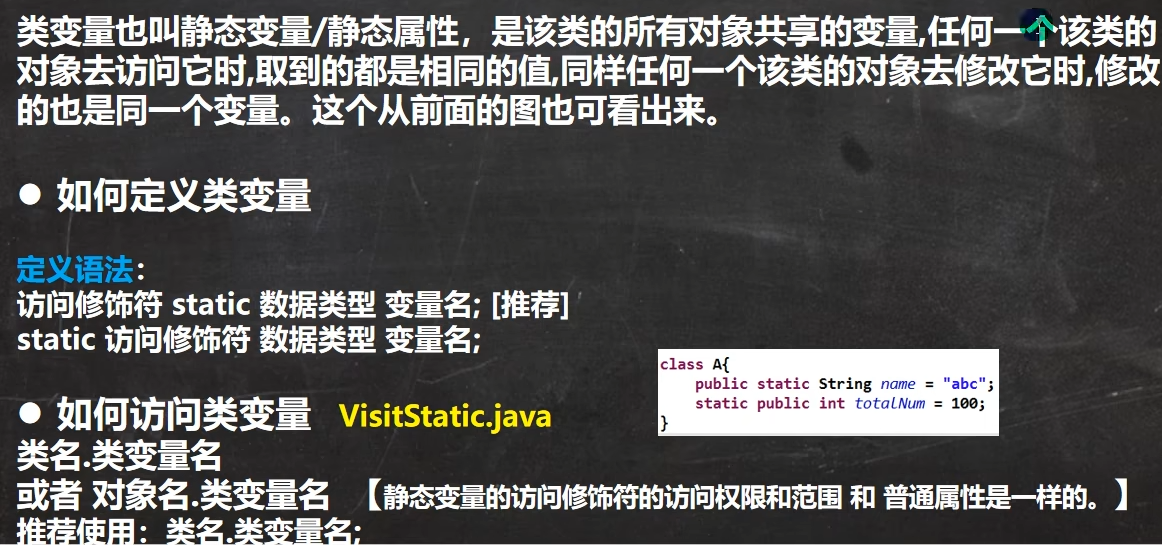 类变量也叫静态变量/静态属性，是该类的所有对象共享的变量,任何一个该类的
对象去访问它时,取到的都是相同的值,同样任何一个该类的对象去修改它时,修改
的也是同一个变量。这个从前面的图也可看出来。
● 如何定义类变量
定义语法：
访问修饰符 static 数据类型 变量名; [推荐]
static 访问修饰符 数据类型 变量名;
class A{
public static String name = "abc";
static public int totalNum = 100;
}
● 如何访问类变量 VisitStatic.java
类名.类变量名
或者 对象名.类变量名 【静态变量的访问修饰符的访问权限和范围 和 普通属性是一样的。】
推荐使用：类名.类变量名;